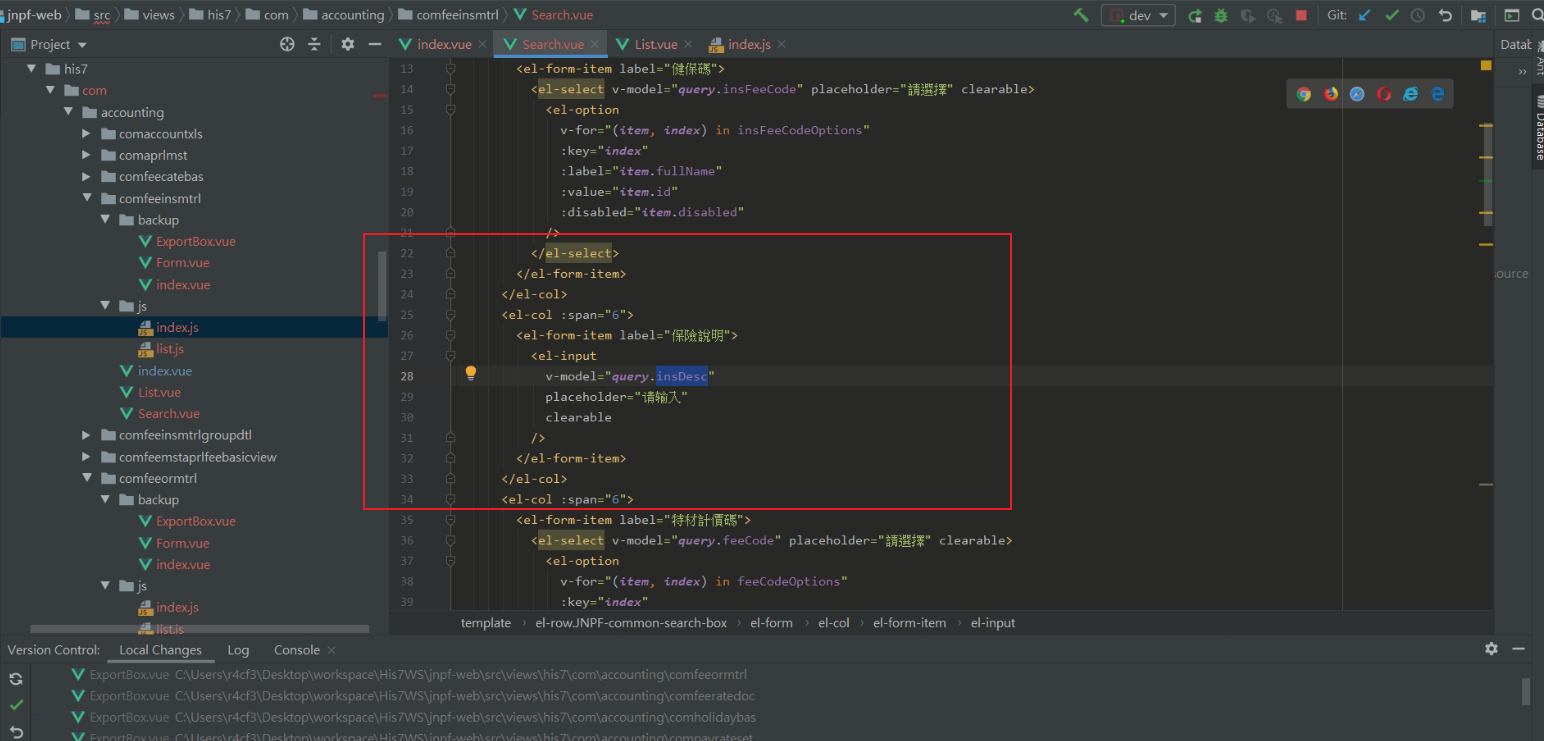 jnpf-web src views his7 com accounting comfeeinsmtrl Search.vue
dev
Git:
Project
index.vue Search.vue List.vue index.js
Datab
Ant
Database
ource
his7
com
accounting
comaccountxls
comaprlmst
comfeecatebas
comfeeinsmtrl
backup
ExportBox.vue
Form.vue
index.vue
js
index.js
list.js
index.vue
List.vue
Search.vue
comfeeinsmtrlgroupdtl
comfeemstaprlfeebasicview
comfeeormtrl
backup
ExportBox.vue
Form.vue
index.vue
js
index.js
list.js
13 <el-form-item label="健保碼">
14 <el-select v-model="query.insFeeCode" placeholder="請選擇" clearable>
15 <el-option
16 v-for="(item, index) in insFeeCodeOptions"
17 :key="index"
18 :label="item.fullName"
19 :value="item.id"
20 :disabled="item.disabled"
21 />
22 </el-select>
23 </el-form-item>
24 </el-col>
25 <el-col :span="6">
26 <el-form-item label="保險說明">
27 <el-input
28 v-model="query.insDesc"
29 placeholder="请输入"
30 clearable
31 />
32 </el-form-item>
33 </el-col>
34 <el-col :span="6">
35 <el-form-item label="特材計價碼">
36 <el-select v-model="query.feeCode" placeholder="請選擇" clearable>
37 <el-option
38 v-for="(item, index) in feeCodeOptions"
39 :key="index"
template › el-row.JNPF-common-search-box › el-form › el-col › el-form-item › el-input
Version Control: Local Changes Log Console
ExportBox.vue C:\Users\r4cf3\Desktop\workspace\His7WS\jnpf-web\src\views\his7\com\accounting\comfeeormtrl
ExportBox.vue C:\Users\r4cf3\Desktop\workspace\His7WS\jnpf-web\src\views\his7\com\accounting\comfeeratedoc
ExportBox.vue C:\Users\r4cf3\Desktop\workspace\His7WS\jnpf-web\src\views\his7\com\accounting\comholidaybas
ExportBox.vue C:\Users\r4cf3\Desktop\workspace\His7WS\jnpf-web\src\views\his7\com\accounting\compayrateset